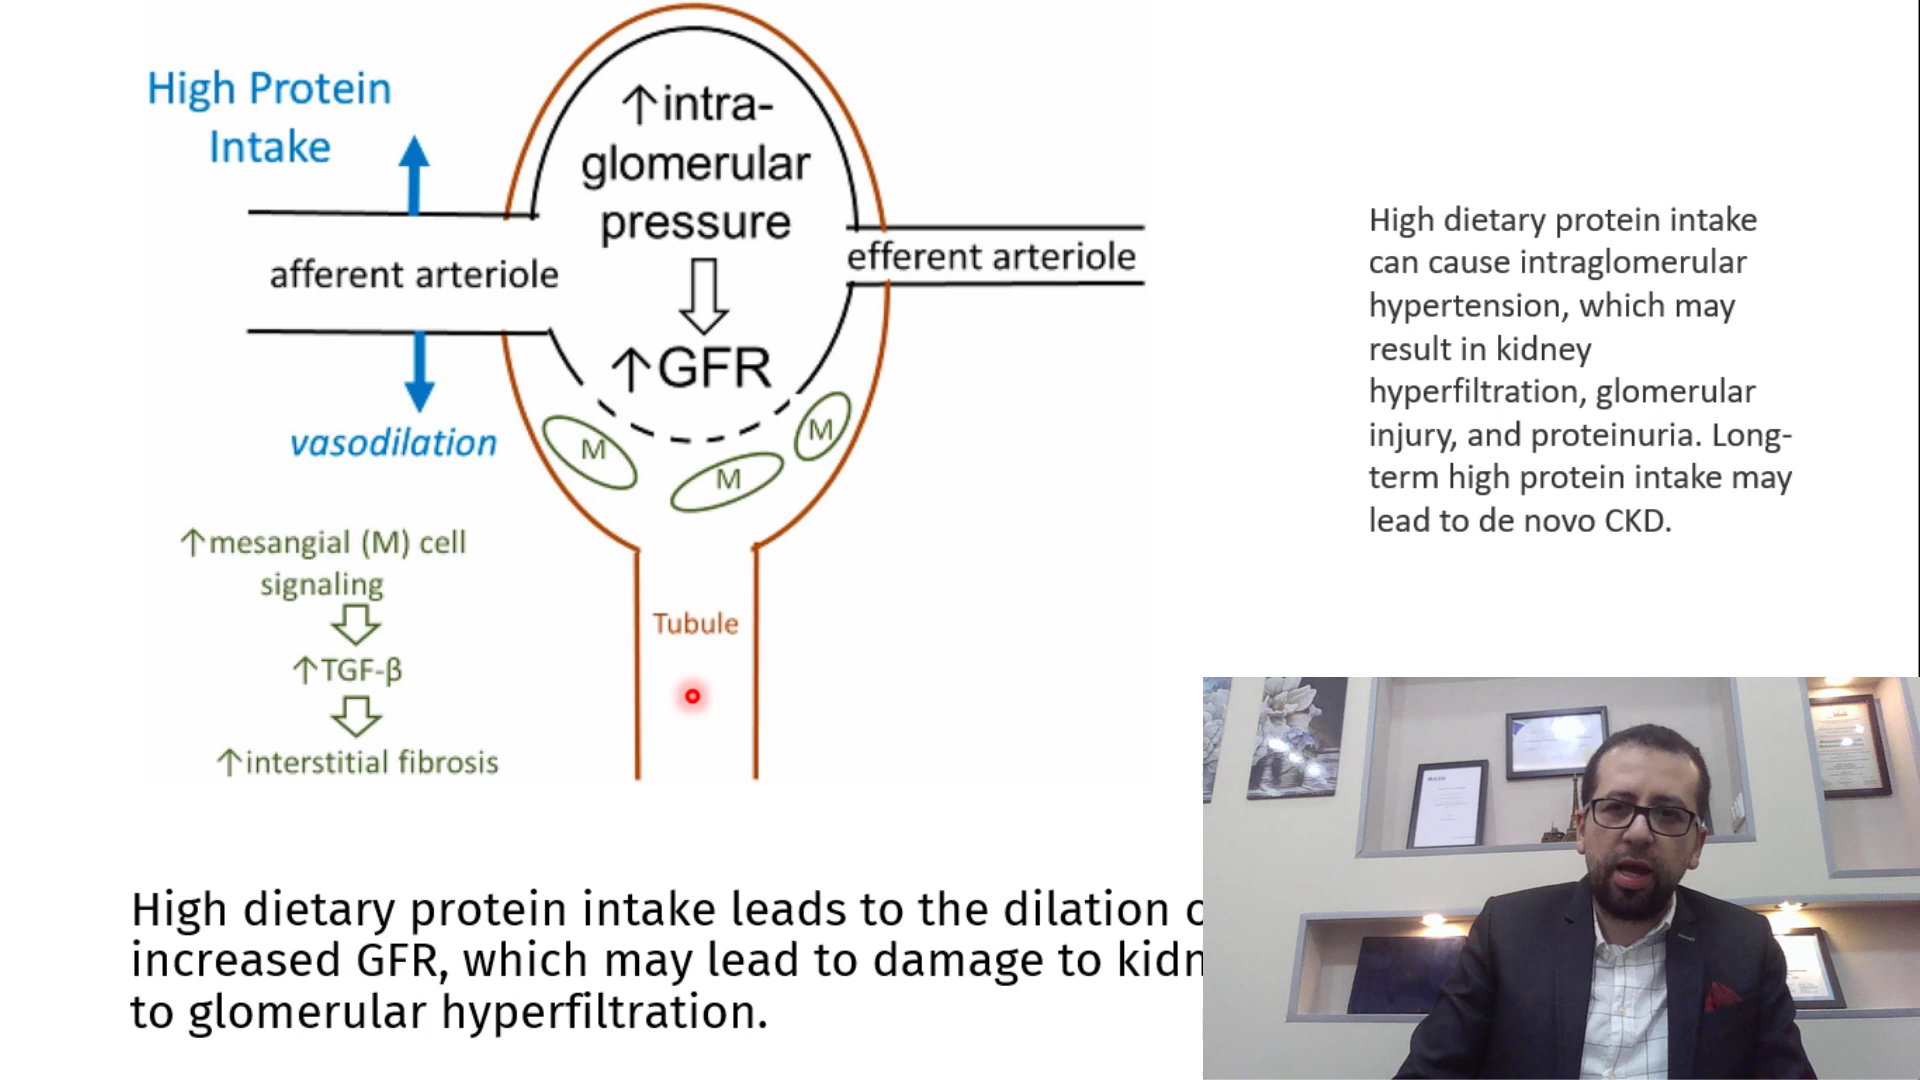 High Protein
Intake
↑intra-
glomerular
pressure
↑GFR
afferent arteriole
efferent arteriole
vasodilation
M
M
M
↑mesangial (M) cell
signaling
↑TGF-β
↑interstitial fibrosis
Tubule
High dietary protein intake
can cause intraglomerular
hypertension, which may
result in kidney
hyperfiltration, glomerular
injury, and proteinuria. Long-
term high protein intake may
lead to de novo CKD.
High dietary protein intake leads to the dilation
increased GFR, which may lead to damage to
to glomerular hyperfiltration.